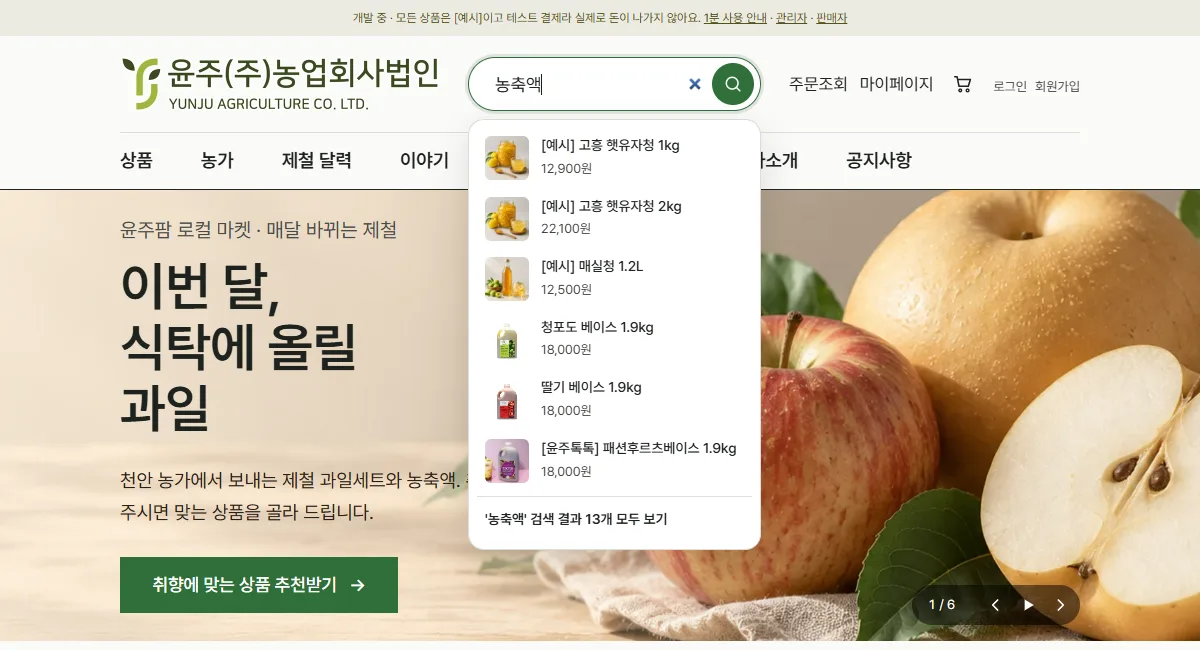 개발 중 · 모든 상품은 [예시]이고 테스트 결제라 실제로 돈이 나가지 않아요. 1분 사용 안내 · 관리자 · 판매자
윤주(주)농업회사법인
YUNJU AGRICULTURE CO. LTD.
농축액
주문조회 마이페이지 로그인 회원가입
상품 농가 제철 달력 이야기 소개 공지사항
[예시] 고흥 햇유자청 1kg
12,900원
[예시] 고흥 햇유자청 2kg
22,100원
[예시] 매실청 1.2L
12,500원
청포도 베이스 1.9kg
18,000원
딸기 베이스 1.9kg
18,000원
[윤주톡톡] 패션후르츠베이스 1.9kg
18,000원
'농축액' 검색 결과 13개 모두 보기
윤주팜 로컬 마켓 · 매달 바뀌는 제철
이번 달,
식탁에 올릴
과일
천안 농가에서 보내는 제철 과일세트와 농축액.
주시면 맞는 상품을 골라 드립니다.
취향에 맞는 상품 추천받기 →
1 / 6